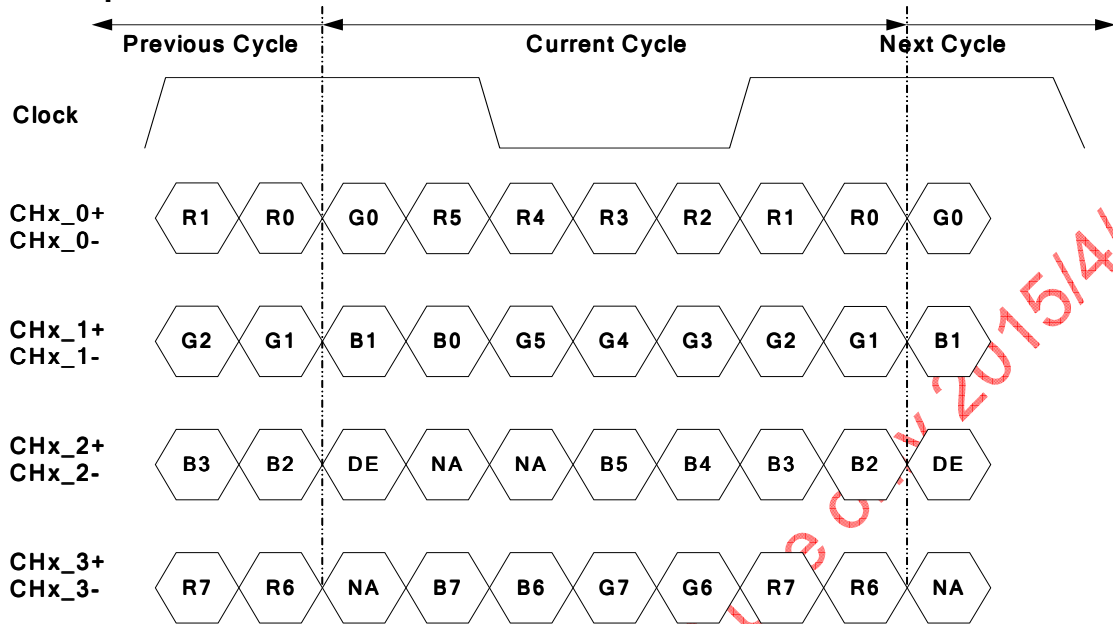 Previous Cycle Current Cycle Next Cycle
Clock
CHx_0+
CHx_0-
R1 R0 G0 R5 R4 R3 R2 R1 R0 G0
CHx_1+
CHx_1-
G2 G1 B1 B0 G5 G4 G3 G2 G1 B1
CHx_2+
CHx_2-
B3 B2 DE NA NA B5 B4 B3 B2 DE
CHx_3+
CHx_3-
R7 R6 NA B7 B6 G7 G6 R7 R6 NA
2015/4/